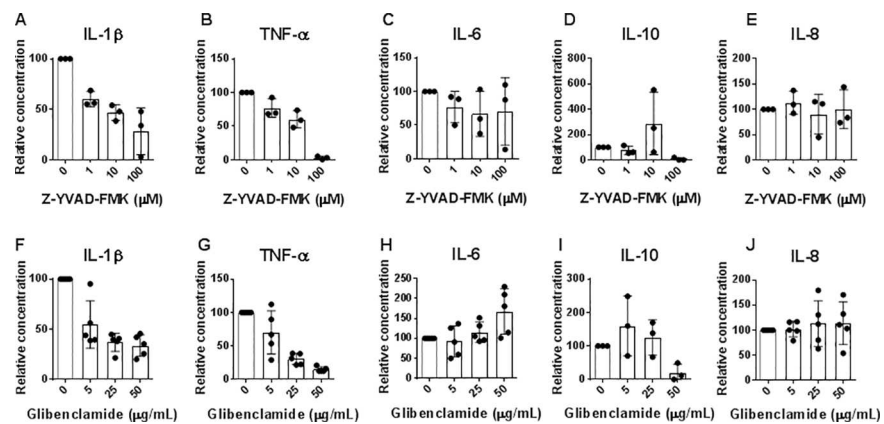 A
IL-1β
Relative concentration
100
50
0
0
1
10
100
Z-YVAD-FMK (µM)
B
TNF-α
Relative concentration
150
100
50
25
0
0
1
10
100
Z-YVAD-FMK (µM)
C
IL-6
Relative concentration
150
100
50
0
0
1
10
100
Z-YVAD-FMK (µM)
D
IL-10
Relative concentration
800
600
400
200
100
0
0
1
10
100
Z-YVAD-FMK (µM)
E
IL-8
Relative concentration
200
150
100
50
0
0
1
10
100
Z-YVAD-FMK (µM)
F
IL-1β
Relative concentration
100
50
0
0
5
25
50
Glibenclamide (µg/mL)
G
TNF-α
Relative concentration
150
100
50
25
0
0
5
25
50
Glibenclamide (µg/mL)
H
IL-6
Relative concentration
250
200
150
100
50
0
0
5
25
50
Glibenclamide (µg/mL)
I
IL-10
Relative concentration
300
200
100
0
0
5
25
50
Glibenclamide (µg/mL)
J
IL-8
Relative concentration
200
150
100
50
0
0
5
25
50
Glibenclamide (µg/mL)